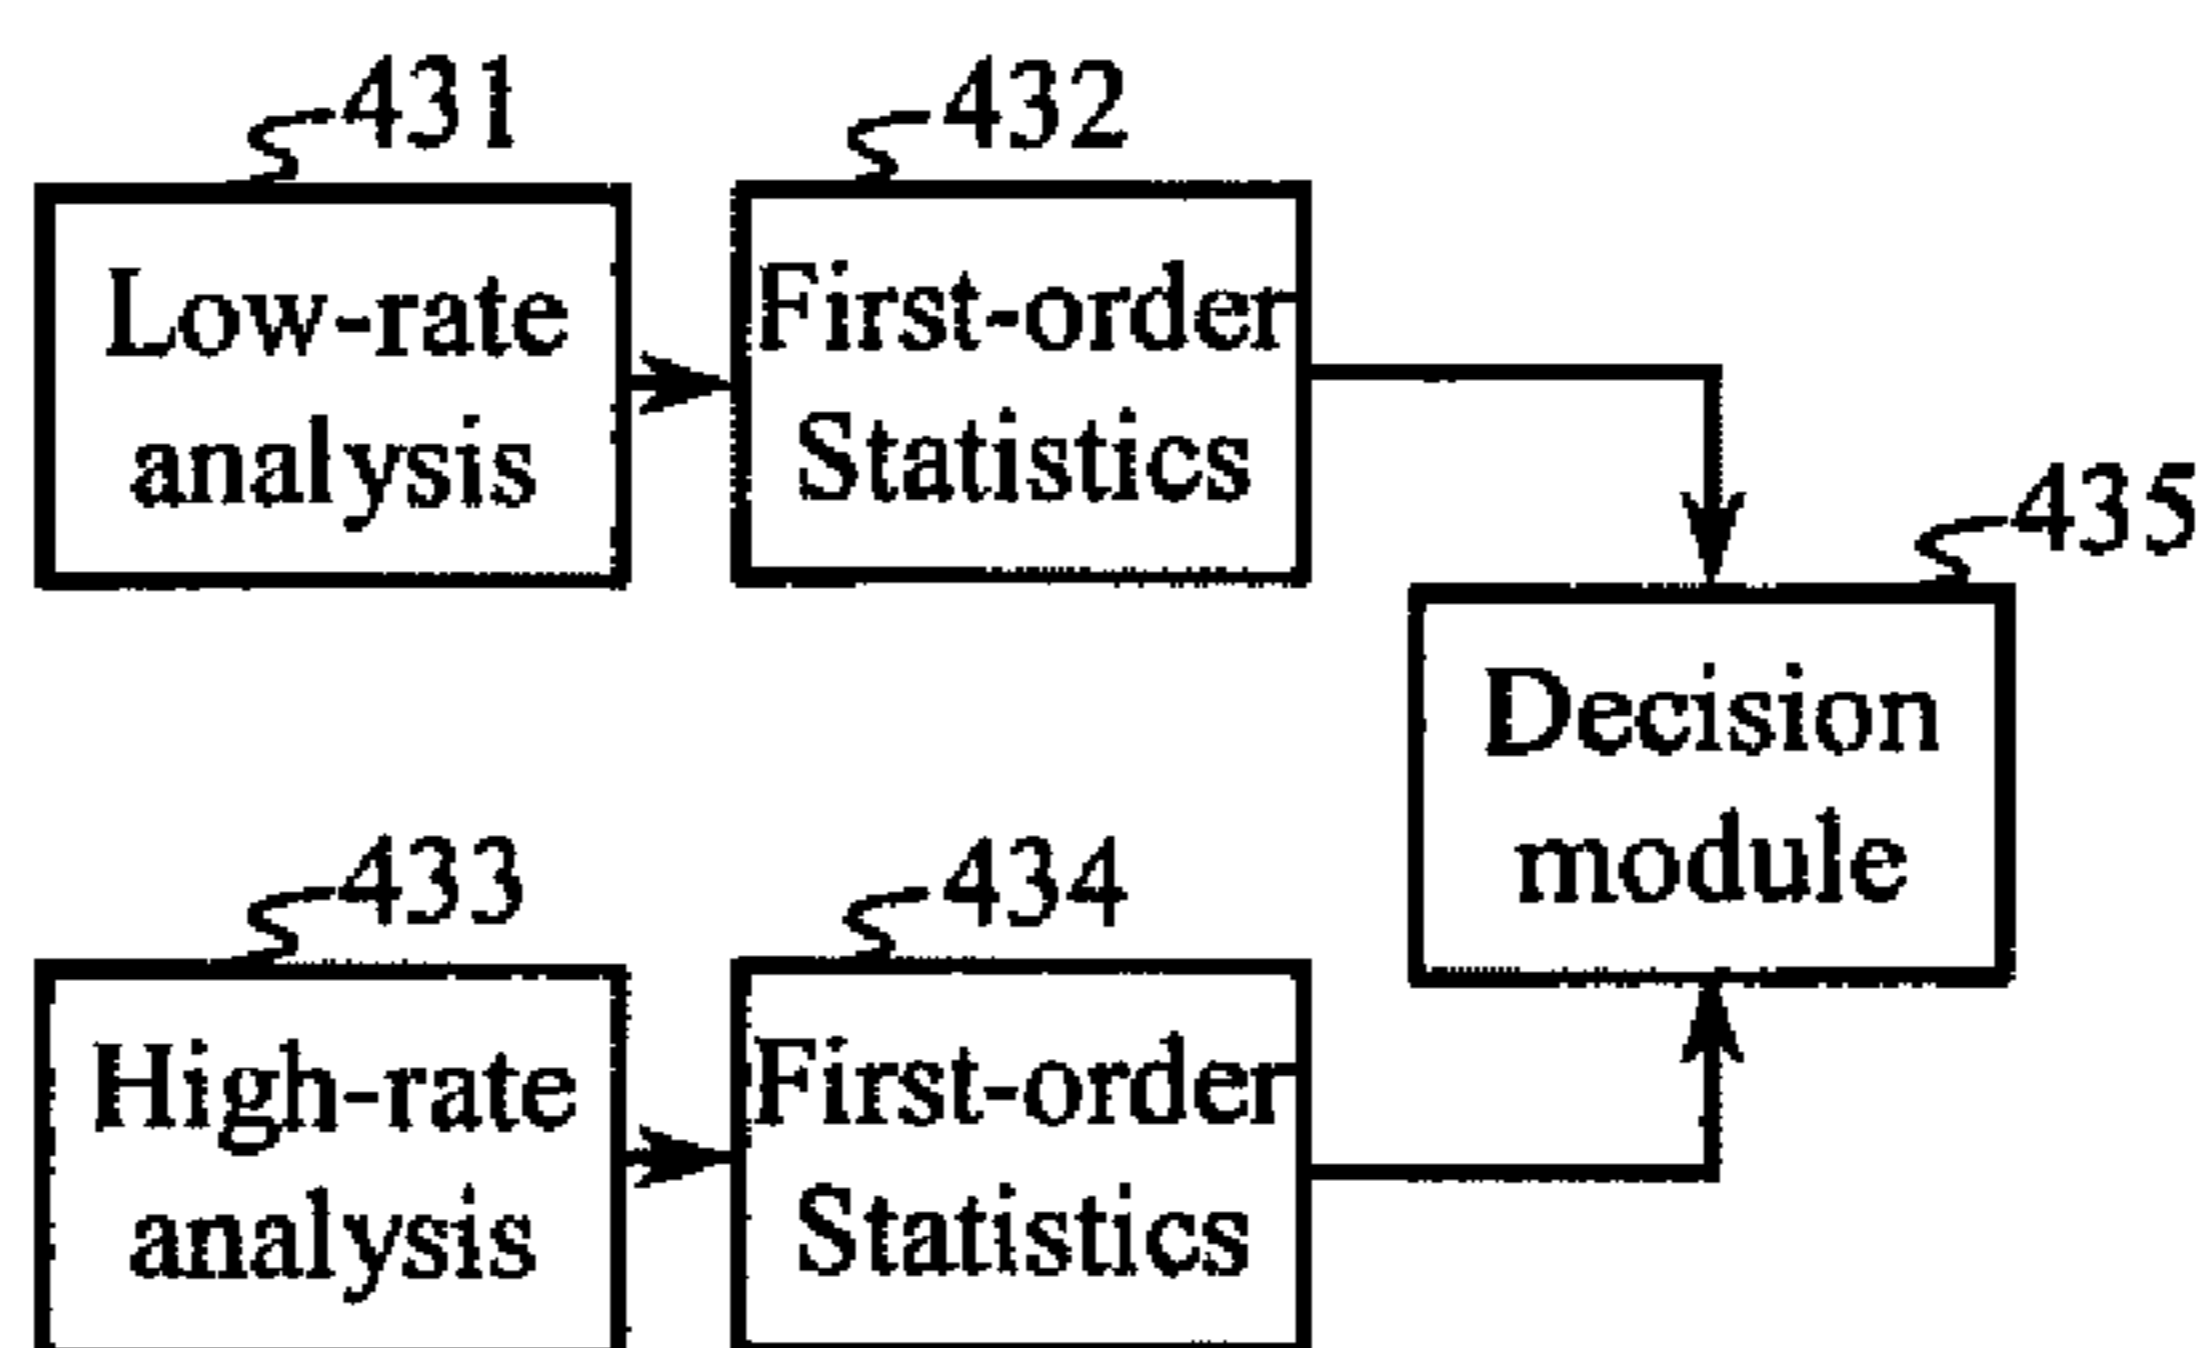 431
Low-rate
analysis
432
First-order
Statistics
435
Decision
module
433
High-rate
analysis
434
First-order
Statistics